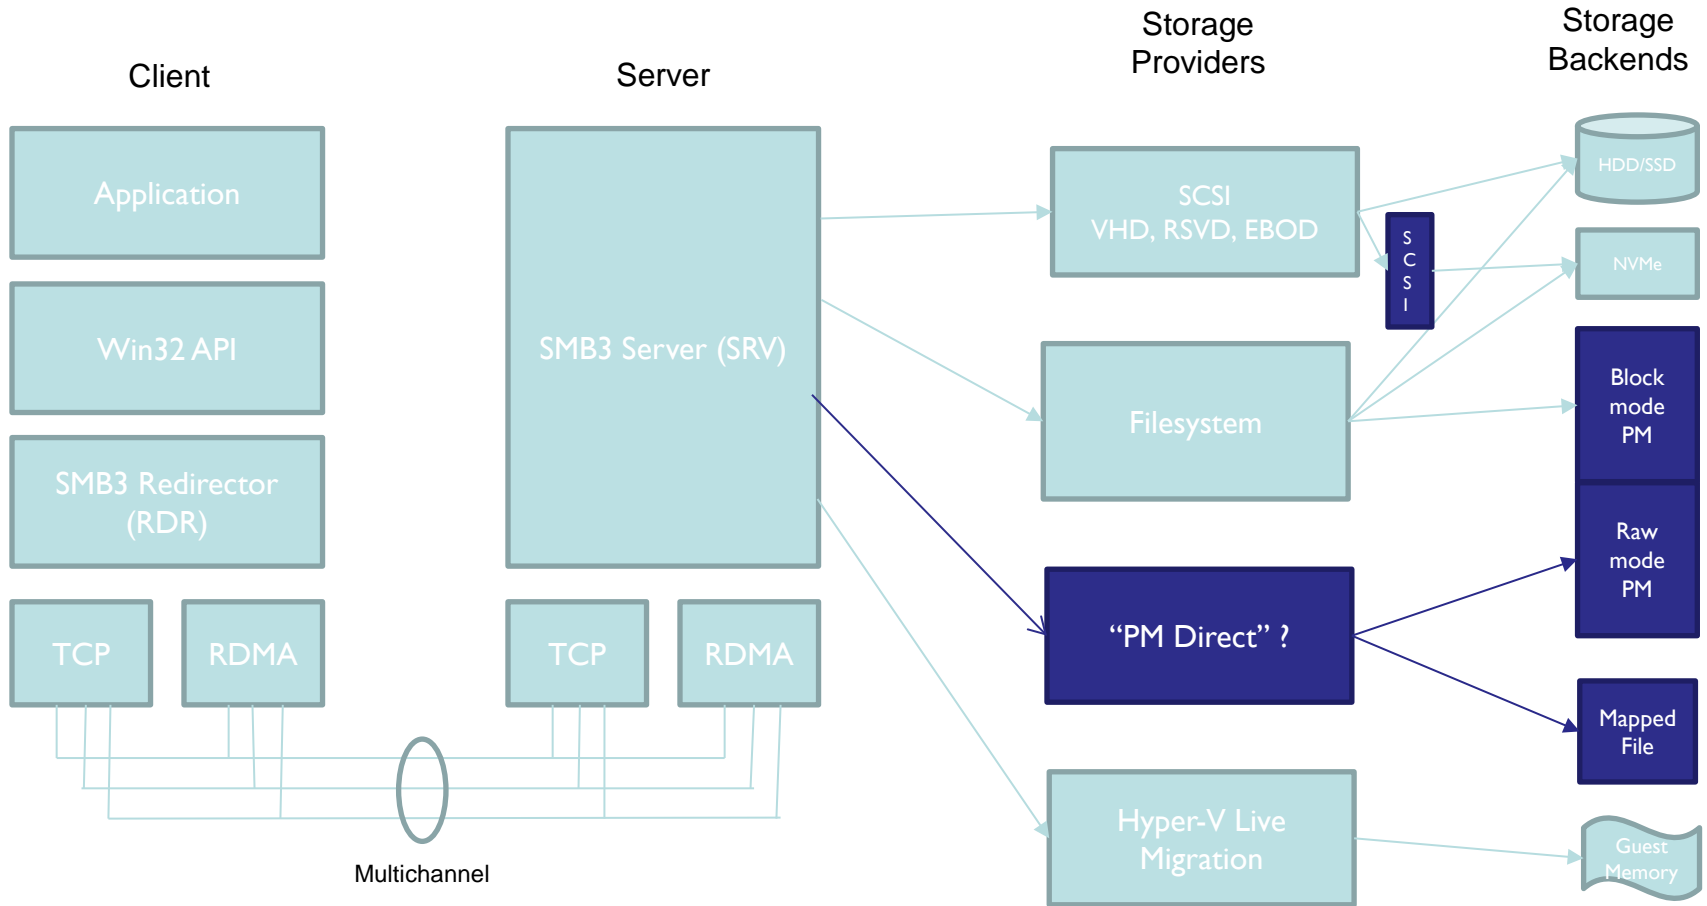 Client
Server
Storage
Providers
Storage
Backends
Application
Win32 API
SMB3 Redirector
(RDR)
TCP
RDMA
Multichannel
SMB3 Server (SRV)
TCP
RDMA
SCSI
VHD, RSVD, EBOD
Filesystem
“PM Direct” ?
Hyper-V Live
Migration
S
C
S
I
HDD/SSD
NVMe
Block
mode
PM
Raw
mode
PM
Mapped
File
Guest
Memory